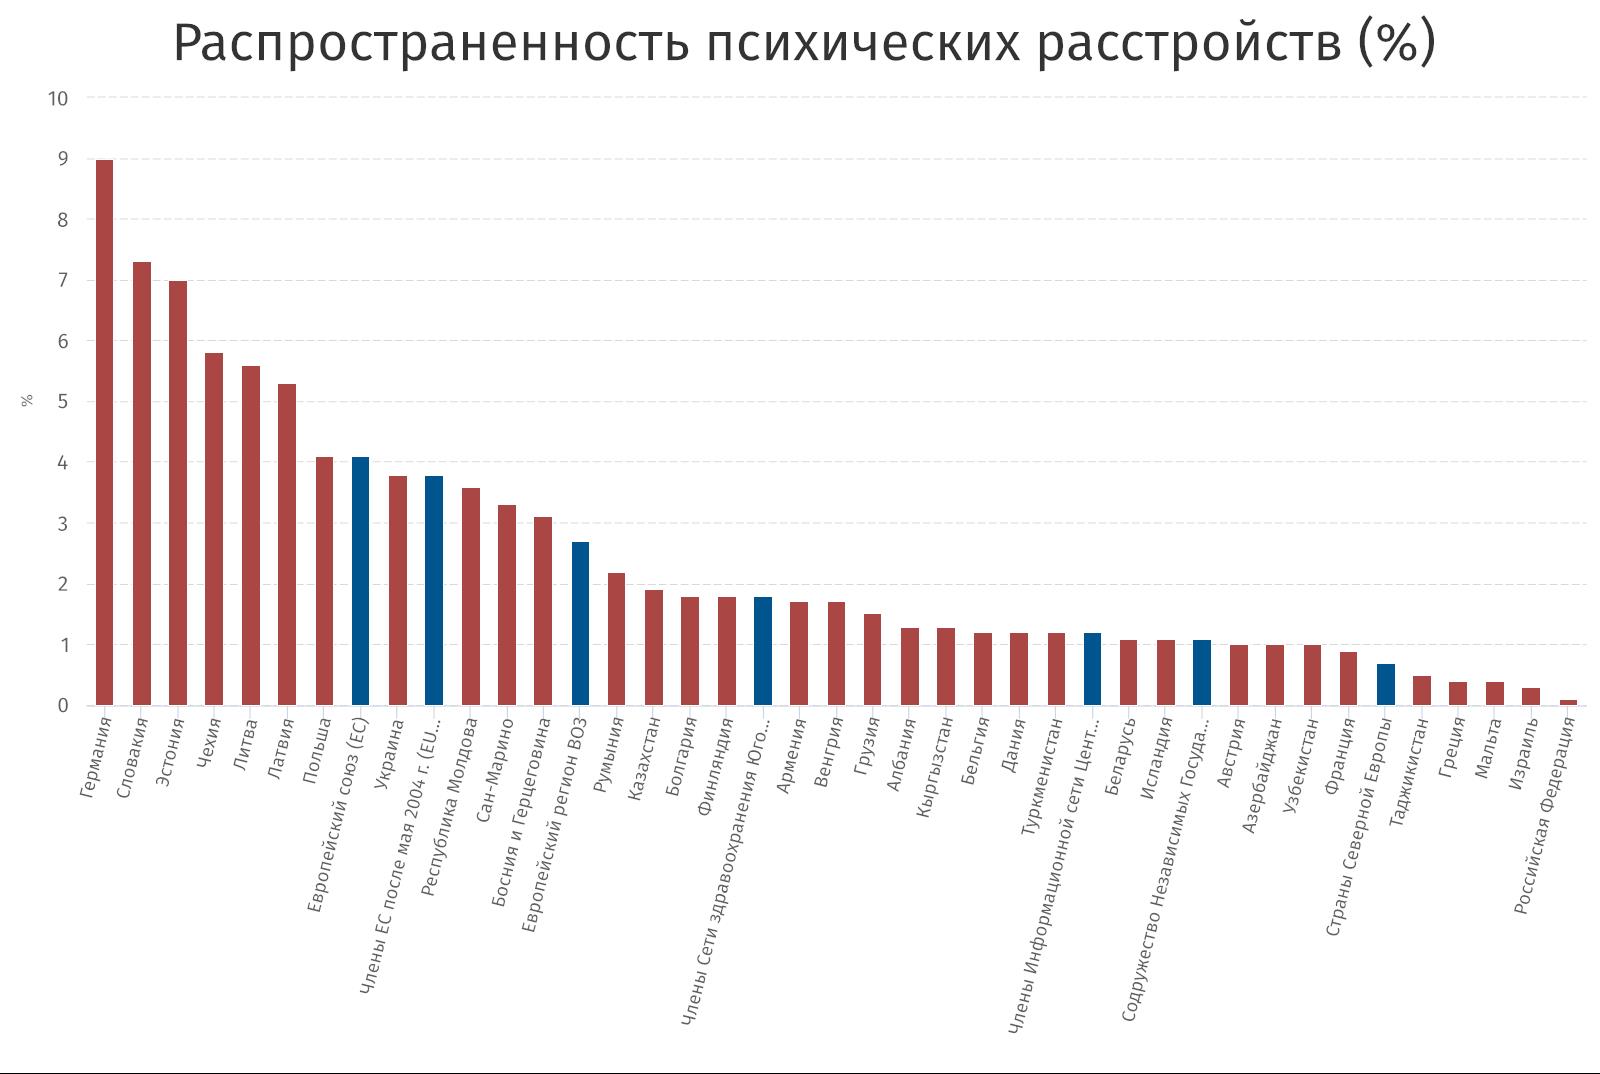 Распространенность психических расстройств (%)
10
9
8
7
6
5
4
3
2
1
0
%
Германия
Словакия
Эстония
Чехия
Литва
Латвия
Польша
Европейский союз (ЕС)
Украина
Члены ЕС после мая 2004 г. (EU...
Республика Молдова
Сан-Марино
Босния и Герцеговина
Европейский регион ВОЗ
Румыния
Казахстан
Болгария
Финляндия
Члены Сети здравоохранения Юго...
Армения
Венгрия
Грузия
Албания
Кыргызстан
Бельгия
Дания
Туркменистан
Члены Информационной сети Цент...
Беларусь
Исландия
Содружество Независимых Госуда...
Австрия
Азербайджан
Узбекистан
Франция
Страны Северной Европы
Таджикистан
Греция
Мальта
Израиль
Российская Федерация